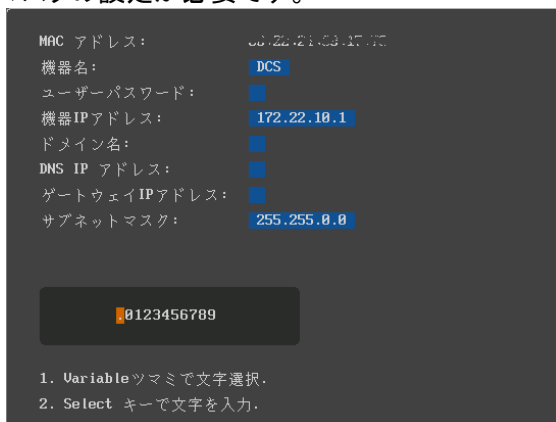 MAC アドレス:
機器名: DCS
ユーザーパスワード:
機器IPアドレス: 172.22.10.1
ドメイン名:
DNS IP アドレス:
ゲートウェイIPアドレス:
サブネットマスク: 255.255.0.0
.0123456789
1. Variableツマミで文字選択.
2. Select キーで文字を入力.